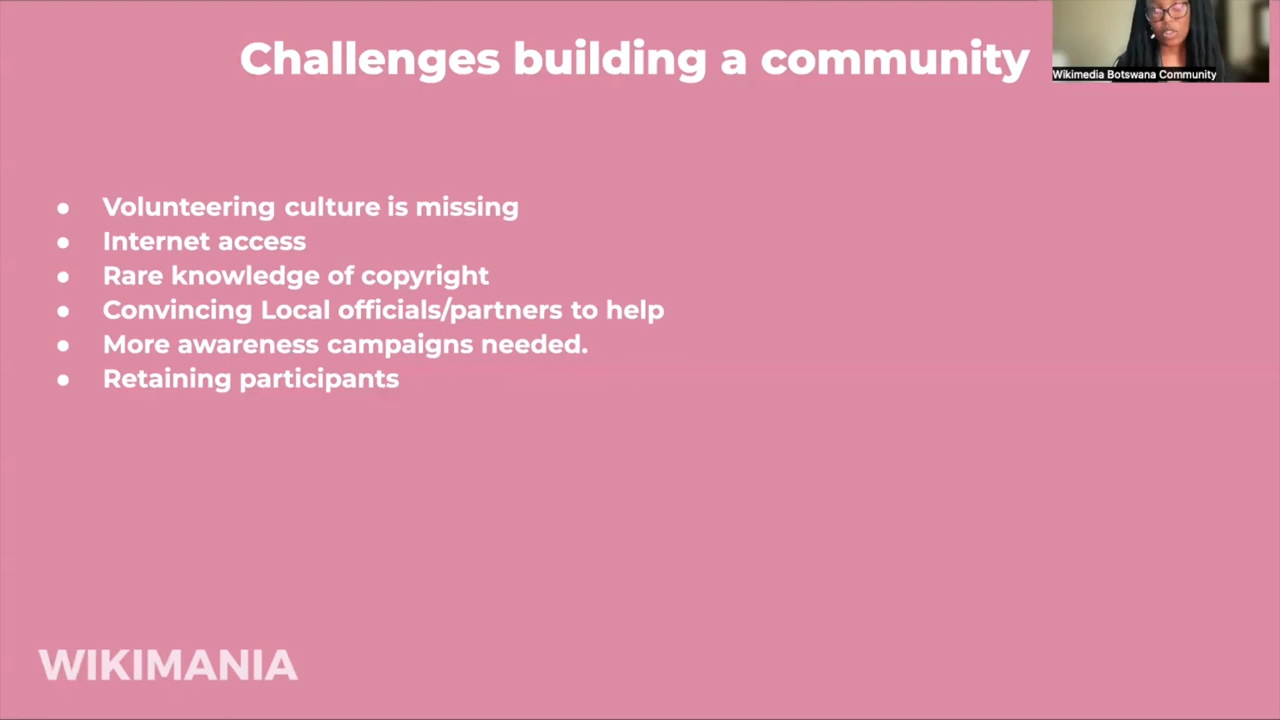 Challenges building a community
Wikimedia Botswana Community
● Volunteering culture is missing
● Internet access
● Rare knowledge of copyright
● Convincing Local officials/partners to help
● More awareness campaigns needed.
● Retaining participants
WIKIMANIA